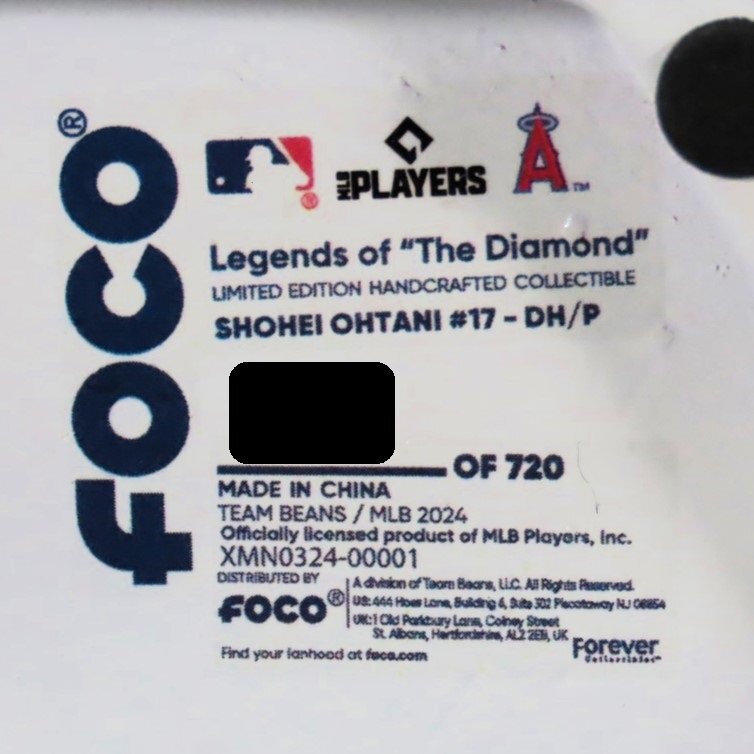 FOCO®
MLB PLAYERS
A™
Legends of "The Diamond"
LIMITED EDITION HANDCRAFTED COLLECTIBLE
SHOHEI OHTANI #17 - DH/P
OF 720
MADE IN CHINA
TEAM BEANS / MLB 2024
Officially licensed product of MLB Players, Inc.
XMN0324-00001
DISTRIBUTED BY
FOCO®
A division of Team Beans, LLC. All Rights Reserved.
US: 444 Hoes Lane, Building 4, Suite 302 Piscataway NJ 08854
UK: 1 Old Parkbury Lane, Colney Street
St. Albans, Hertfordshire, AL2 2EB, UK
Find your fanhood at foco.com
Forever
Collectibles™